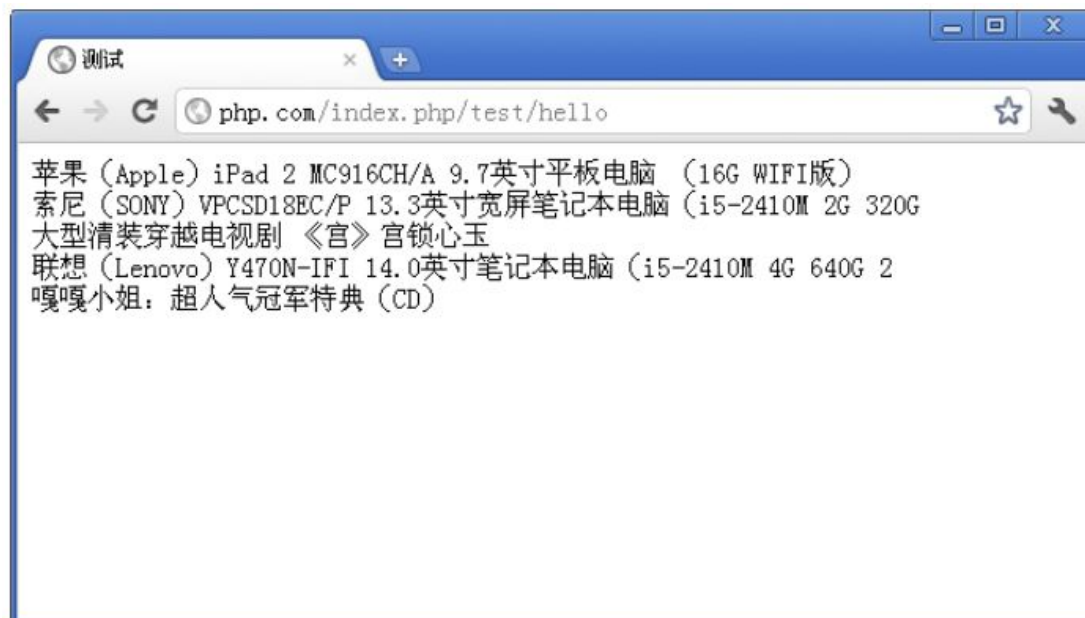 测试
php.com/index.php/test/hello
苹果（Apple）iPad 2 MC916CH/A 9.7英寸平板电脑 （16G WIFI版）
索尼（SONY）VPCSD18EC/P 13.3英寸宽屏笔记本电脑（i5-2410M 2G 320G
大型清装穿越电视剧 《宫》宫锁心玉
联想（Lenovo）Y470N-IFI 14.0英寸笔记本电脑（i5-2410M 4G 640G 2
嘎嘎小姐：超人气冠军特典（CD）